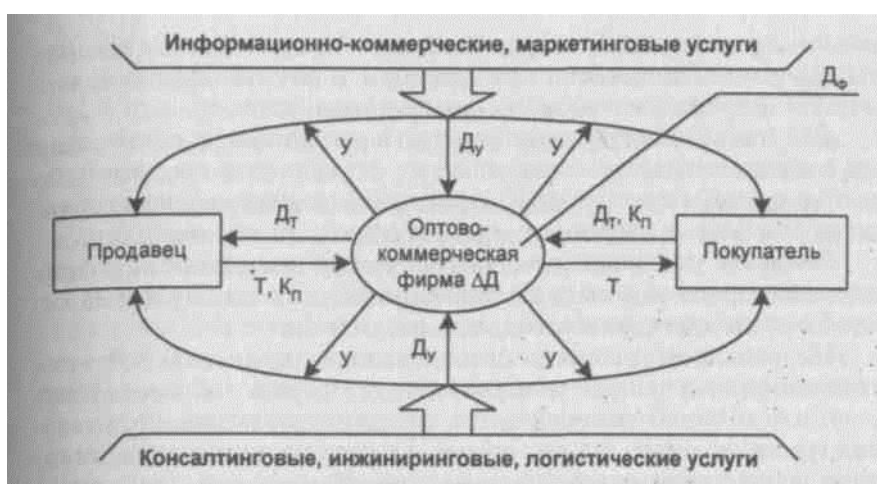 Информационно-коммерческие, маркетинговые услуги
Дф
У
Ду
У
Дт
Дт, Кп
Продавец
Оптово-
коммерческая
фирма ΔД
Покупатель
Т, Кп
Т
У
Ду
У
Консалтинговые, инжиниринговые, логистические услуги